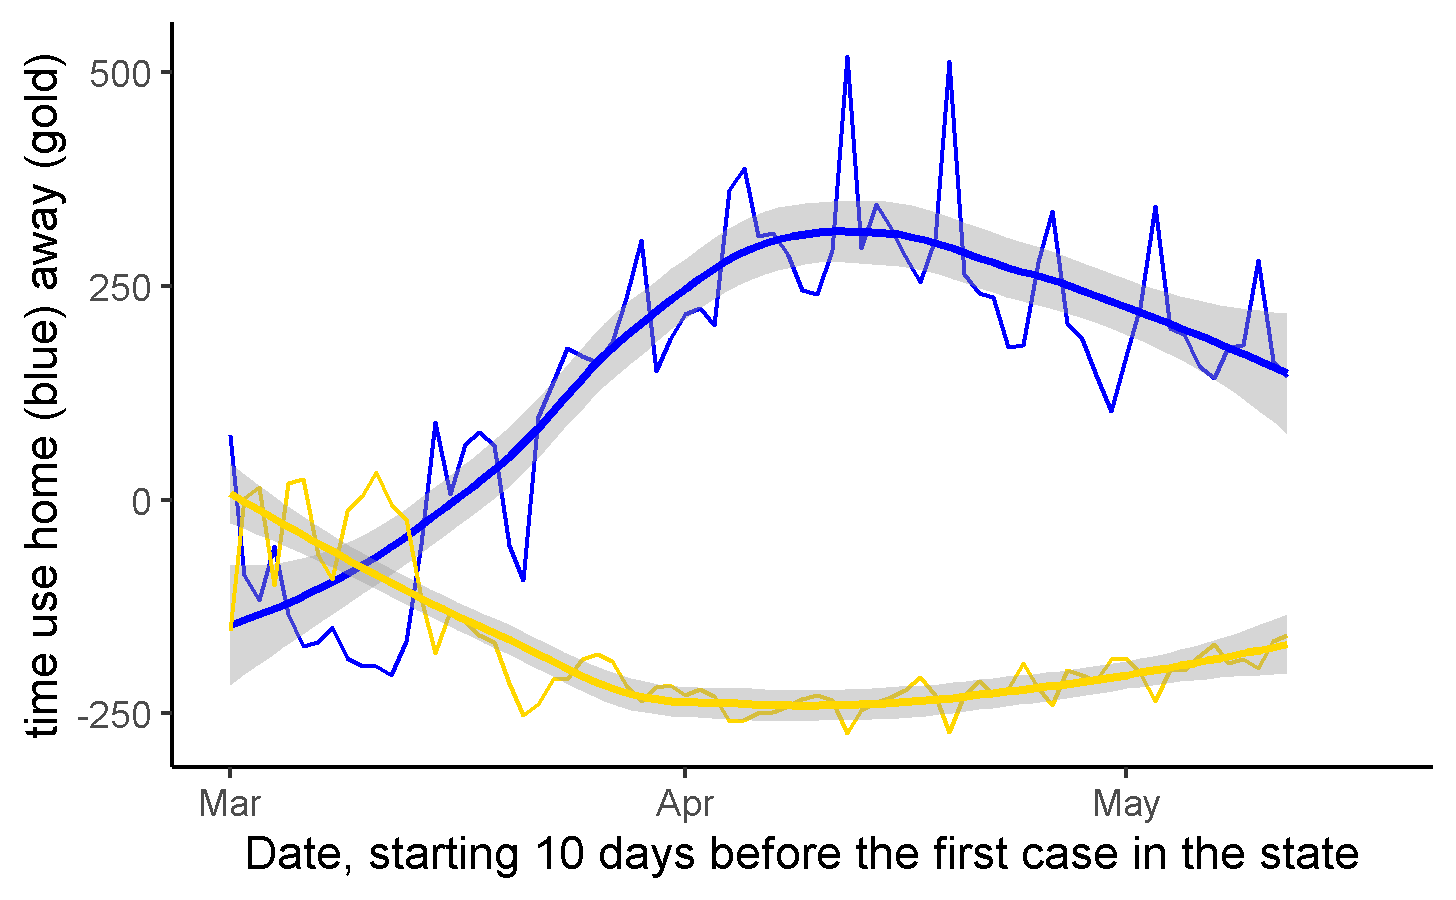 time use home (blue) away (gold)
500
250
0
-250
Mar
Apr
May
Date, starting 10 days before the first case in the state